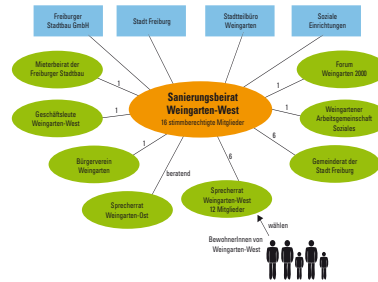 Freiburger
Stadtbau GmbH
Stadt Freiburg
Stadtteilbüro
Weingarten
Soziale
Einrichtungen
Mieterbeirat der
Freiburger Stadtbau
1
Sanierungsbeirat
Weingarten-West
16 stimmberechtigte Mitglieder
1
Forum
Weingarten 2000
Geschäftsleute
Weingarten-West
1
1
Weingartener
Arbeitsgemeinschaft
Soziales
Bürgerverein
Weingarten
1
6
Gemeinderat der
Stadt Freiburg
beratend
6
Sprecherrat
Weingarten-Ost
Sprecherrat
Weingarten-West
12 Mitglieder
wählen
BewohnerInnen von
Weingarten-West